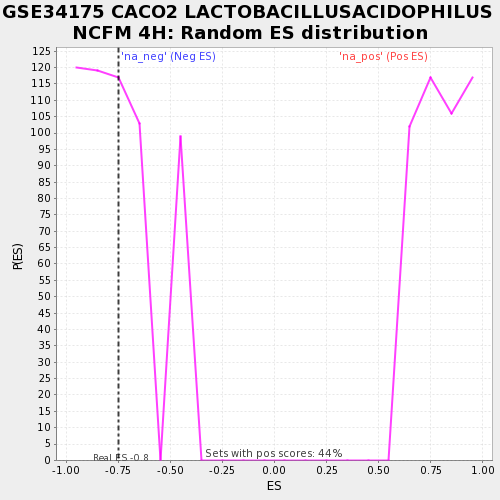 GSE34175 CACO2 LACTOBACILLUSACIDOPHILUS
NCFM 4H: Random ES distribution
'na_neg' (Neg ES)
'na_pos' (Pos ES)
125
120
115
110
105
100
95
90
85
80
75
70
65
60
55
50
45
40
35
30
25
20
15
10
5
0
P(ES)
Real ES -0.8
Sets with pos scores: 44%
-1.00 -0.75 -0.50 -0.25 0.00 0.25 0.50 0.75 1.00
ES